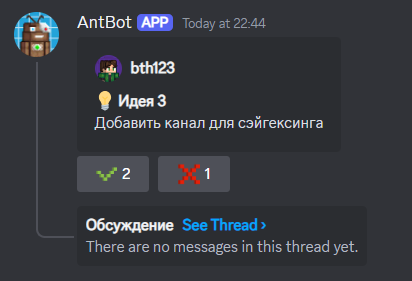 AntBot APP Today at 22:44
bth123
Идея 3
Добавить канал для сэйгексинга
2 1
Обсуждение See Thread ›
There are no messages in this thread yet.